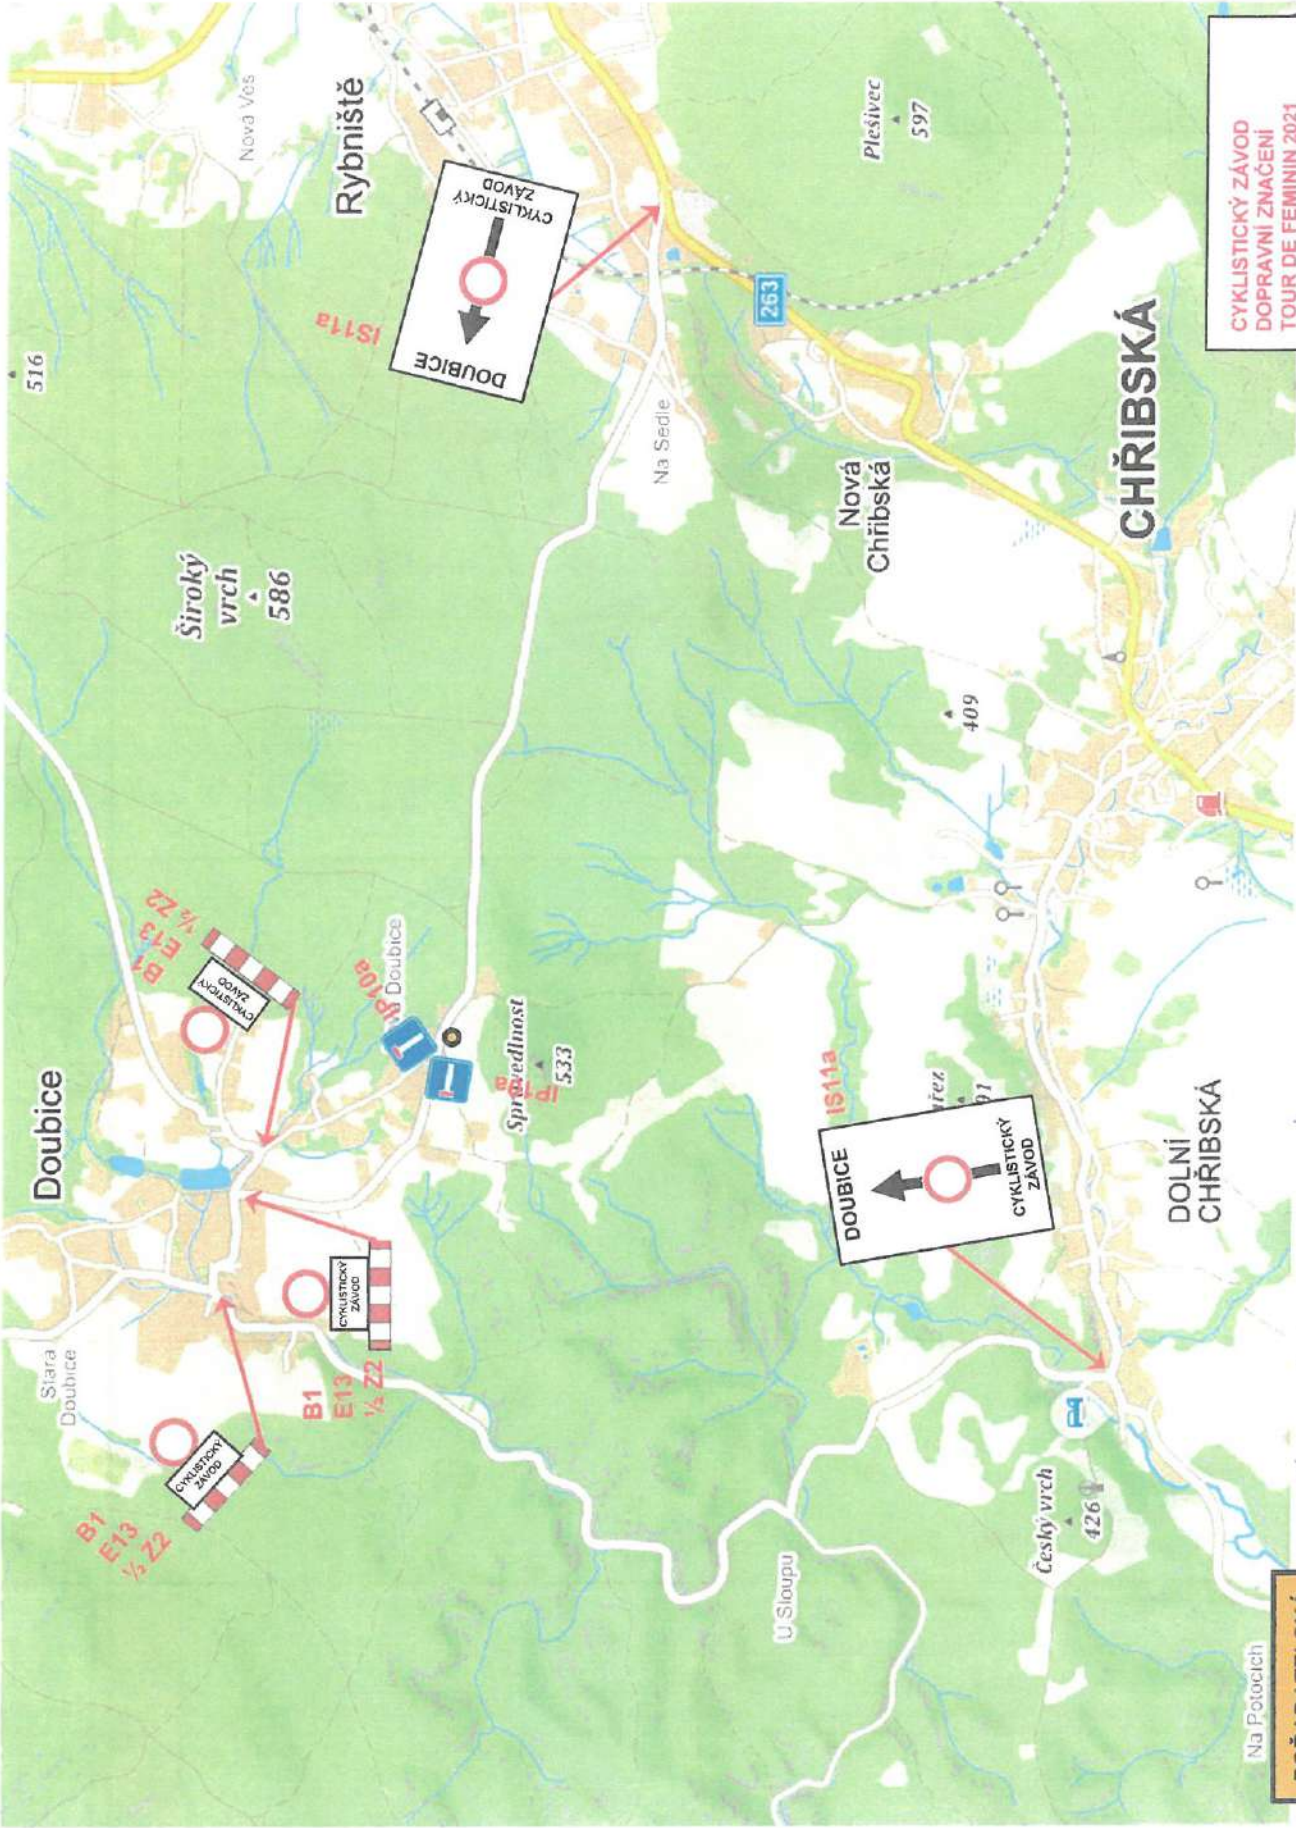 516
Nová Ves
Rybniště
Široký
vrch
586
Plešivec
597
CYKLISTICKÝ
ZÁVOD
DOUBICE
IS11a
263
Na Sedle
Nová
Chřibská
CHŘIBSKÁ
CYKLISTICKÝ ZÁVOD
DOPRAVNÍ ZNAČENÍ
TOUR DE FEMININ 2021
409
Doubice
B1
E13
½ Z2
CYKLISTICKÝ
ZÁVOD
IP10a
Doubice
Spravedlnost
533
IP10a
Stará
Doubice
CYKLISTICKÝ
ZÁVOD
B1
E13
½ Z2
CYKLISTICKÝ
ZÁVOD
B1
E13
½ Z2
IS11a
DOUBICE
CYKLISTICKÝ
ZÁVOD
91
DOLNÍ
CHŘIBSKÁ
Český vrch
426
U Sloupu
Na Potocích